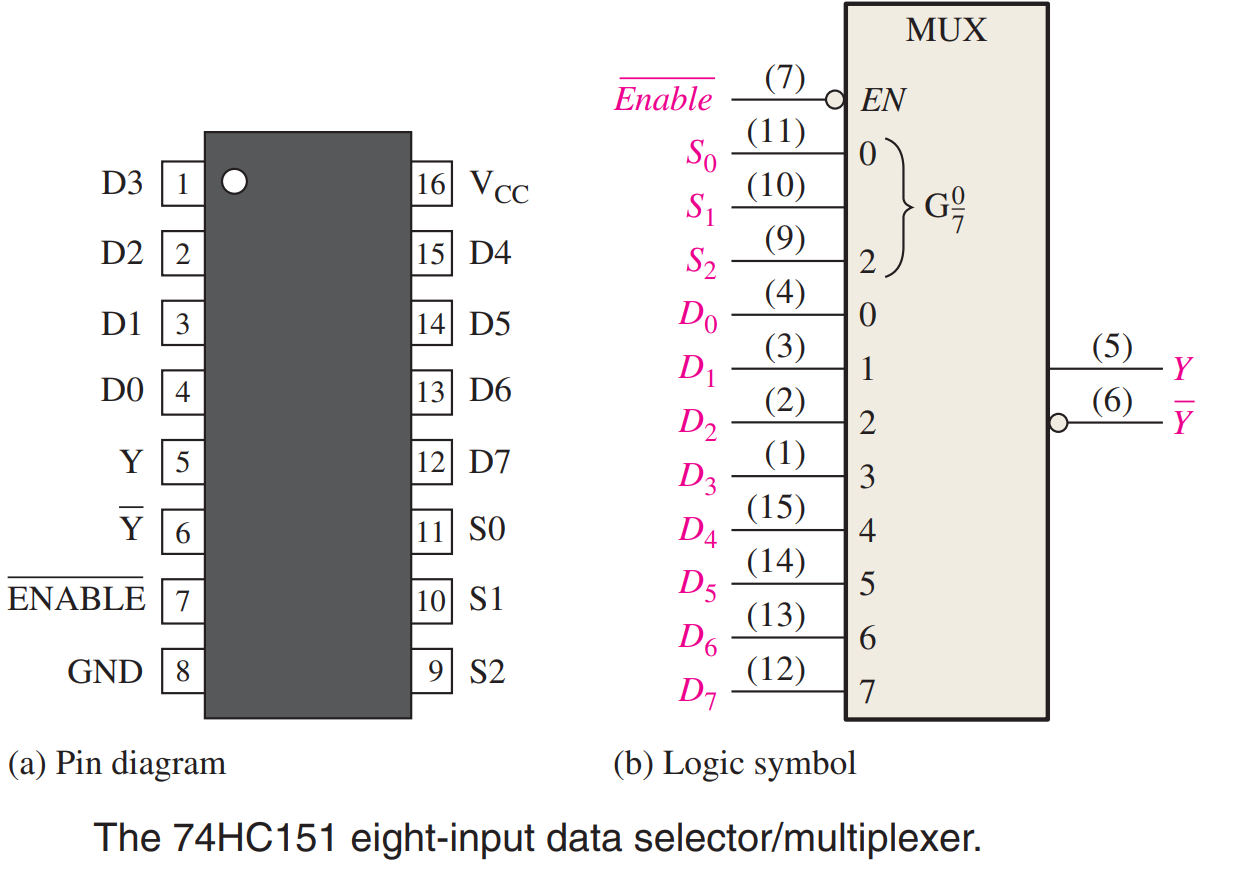 D3 1 16 V_CC
D2 2 15 D4
D1 3 14 D5
D0 4 13 D6
Y 5 12 D7
Y̅ 6 11 S0
E̅N̅A̅B̅L̅E̅ 7 10 S1
GND 8 9 S2
(a) Pin diagram
MUX
E̅n̅a̅b̅l̅e̅ (7) EN
S₀ (11) 0
S₁ (10) G 0/7
S₂ (9) 2
D₀ (4) 0
D₁ (3) 1 (5) Y
D₂ (2) 2 (6) Y̅
D₃ (1) 3
D₄ (15) 4
D₅ (14) 5
D₆ (13) 6
D₇ (12) 7
(b) Logic symbol
The 74HC151 eight-input data selector/multiplexer.